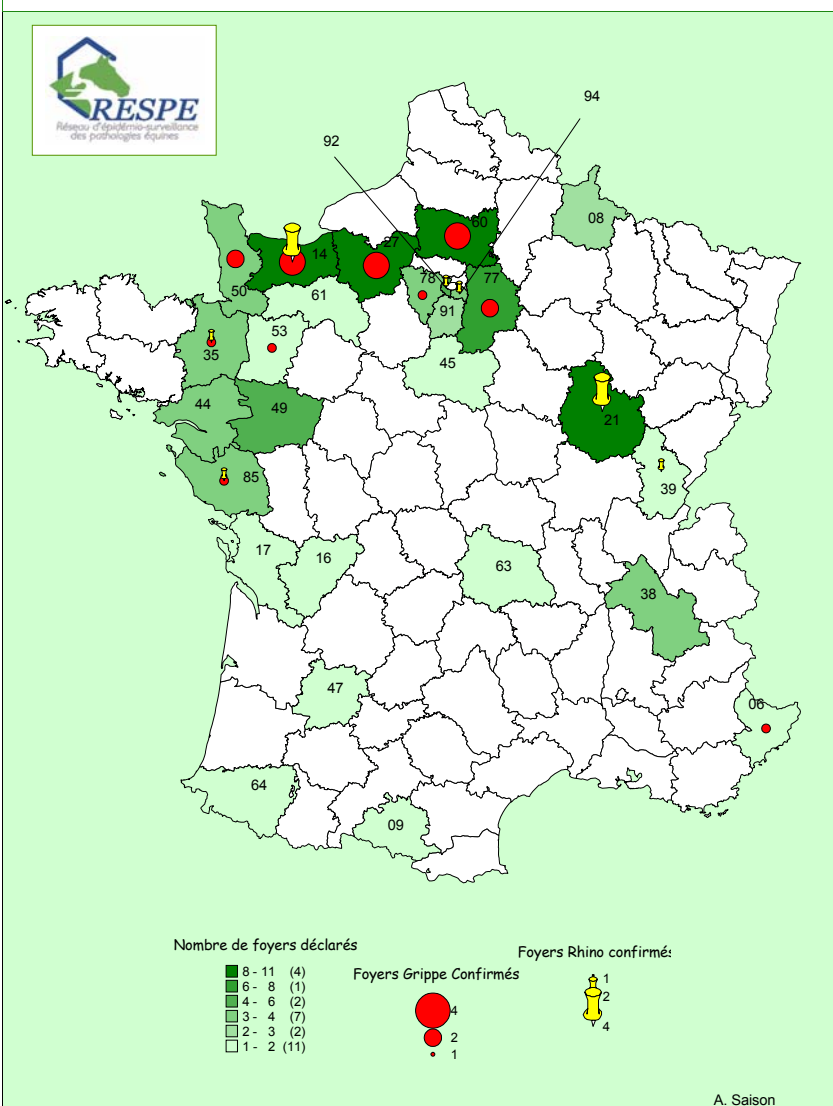 RESPE
Réseau d'épidémio-surveillance
des pathologies équines
94
92
08
60
27
14
78
77
50
61
91
53
35
45
44
49
21
85
39
17
16
63
38
47
06
64
09
Nombre de foyers déclarés
8 - 11 (4)
6 - 8 (1)
4 - 6 (2)
3 - 4 (7)
2 - 3 (2)
1 - 2 (11)
Foyers Grippe Confirmés
4
2
1
Foyers Rhino confirmés
1
2
4
A. Saison